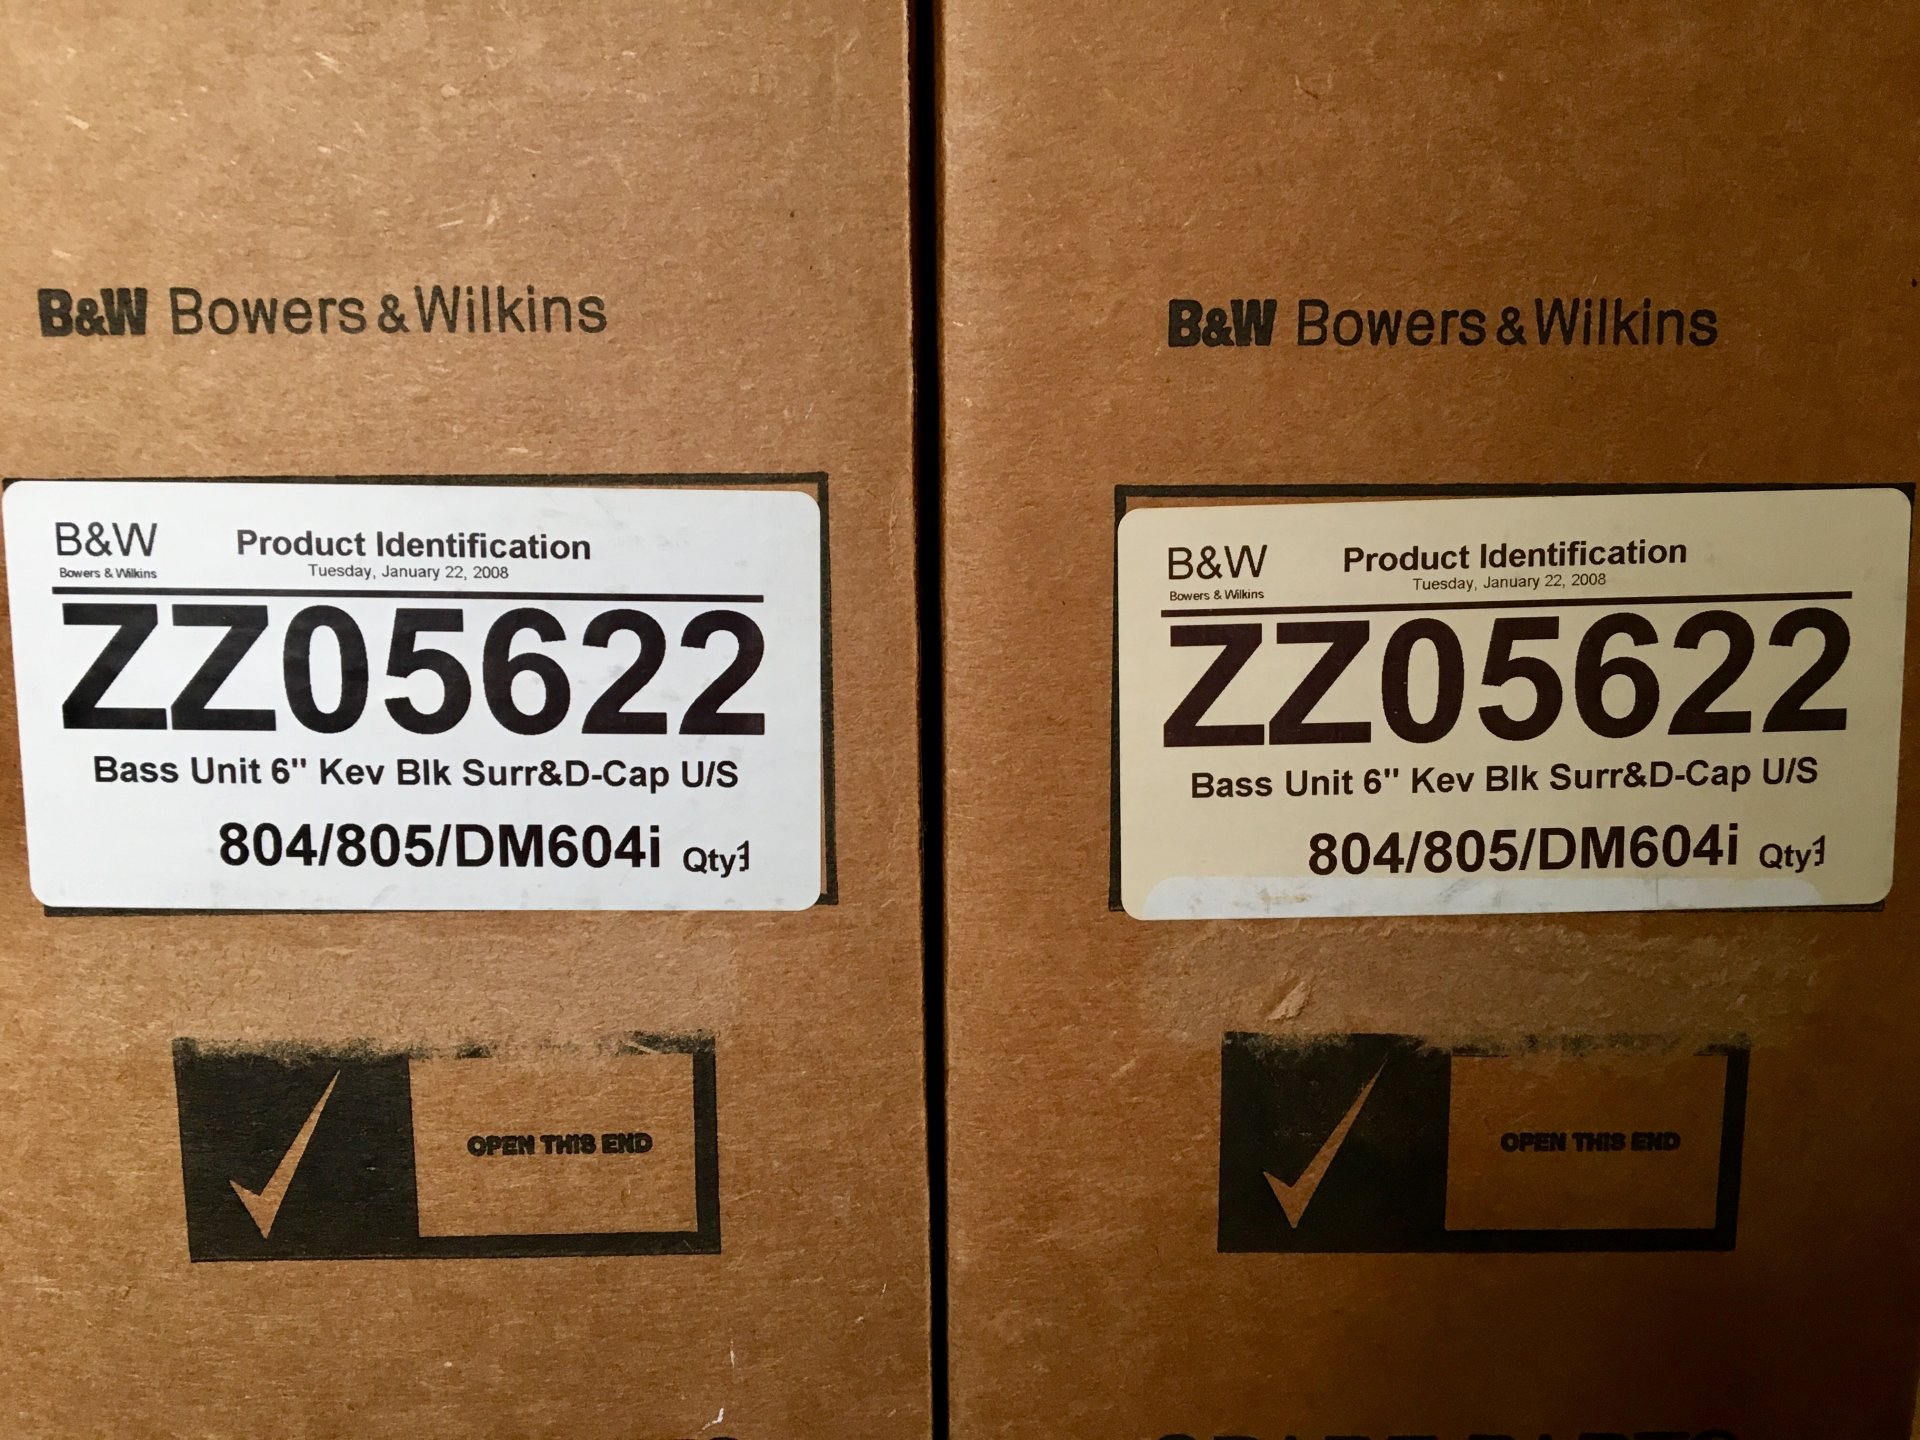 B&W Bowers & Wilkins
B&W
Bowers & Wilkins
Product Identification
Tuesday, January 22, 2008
ZZ05622
Bass Unit 6" Kev Blk Surr&D-Cap U/S
804/805/DM604i Qty1
OPEN THIS END
B&W Bowers & Wilkins
B&W
Bowers & Wilkins
Product Identification
Tuesday, January 22, 2008
ZZ05622
Bass Unit 6" Kev Blk Surr&D-Cap U/S
804/805/DM604i Qty1
OPEN THIS END